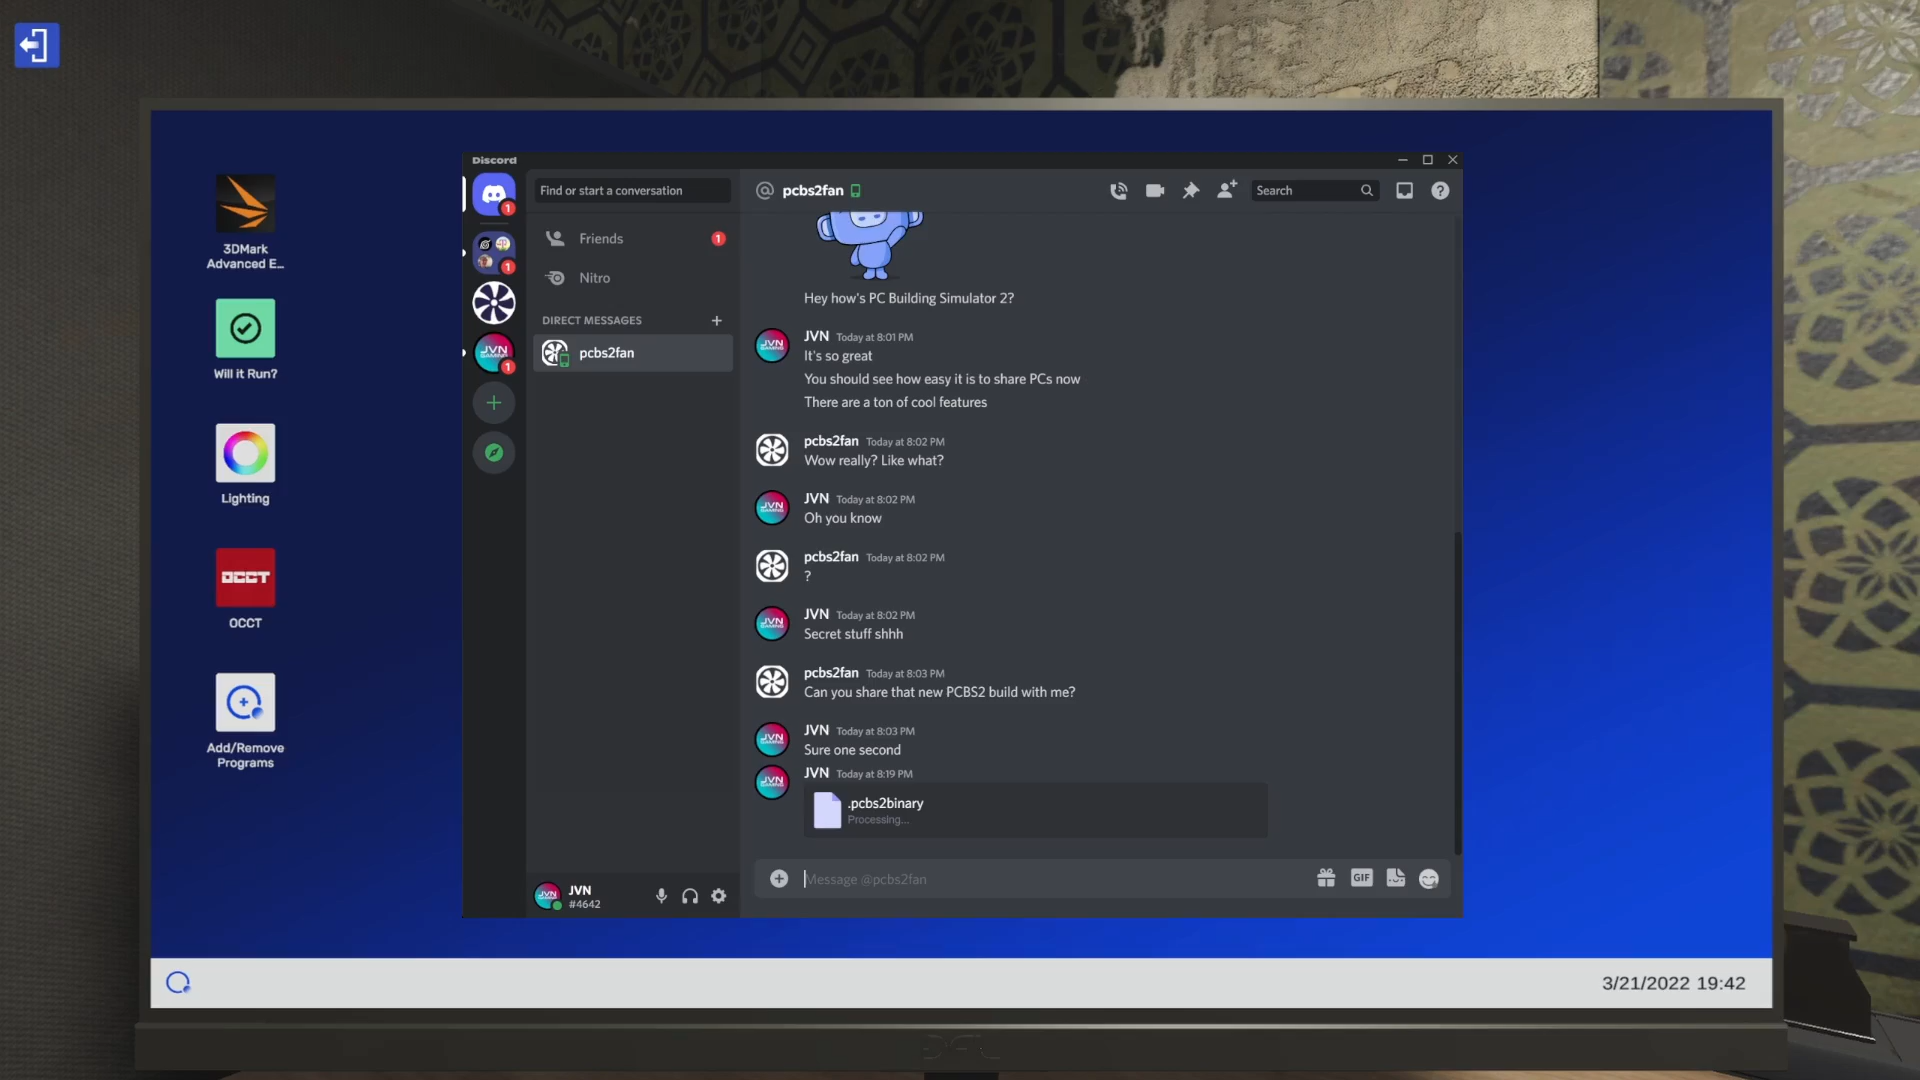 3DMark
Advanced E...
Will it Run?
Lighting
OCCT
OCCT
Add/Remove
Programs
Discord
1
1
JVN
GAMING
1
Find or start a conversation
Friends
1
Nitro
DIRECT MESSAGES
pcbs2fan
JVN
#4642
pcbs2fan
Search
Hey how's PC Building Simulator 2?
JVN Today at 8:01 PM
It's so great
You should see how easy it is to share PCs now
There are a ton of cool features
pcbs2fan Today at 8:02 PM
Wow really? Like what?
JVN Today at 8:02 PM
Oh you know
pcbs2fan Today at 8:02 PM
?
JVN Today at 8:02 PM
Secret stuff shhh
pcbs2fan Today at 8:03 PM
Can you share that new PCBS2 build with me?
JVN Today at 8:03 PM
Sure one second
JVN Today at 8:19 PM
.pcbs2binary
Processing...
Message @pcbs2fan
GIF
3/21/2022 19:42